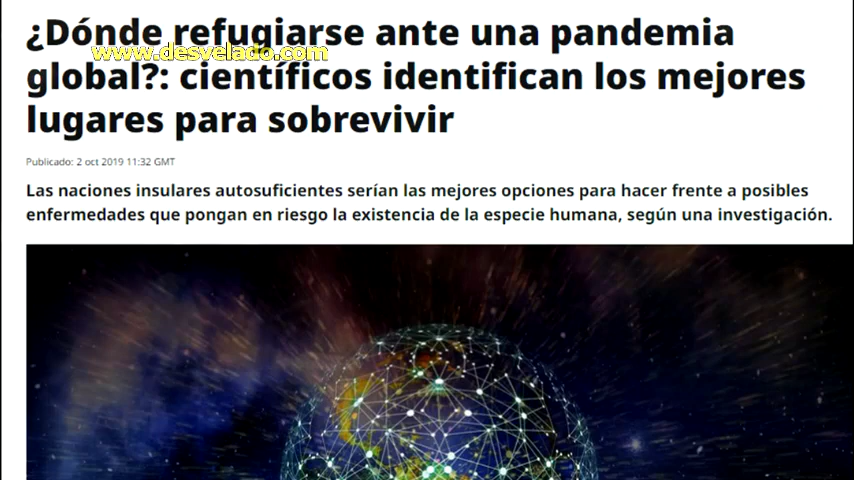 ¿Dónde refugiarse ante una pandemia
www.desvelado.com
global?: científicos identifican los mejores
lugares para sobrevivir
Publicado: 2 oct 2019 11:32 GMT
Las naciones insulares autosuficientes serían las mejores opciones para hacer frente a posibles
enfermedades que pongan en riesgo la existencia de la especie humana, según una investigación.